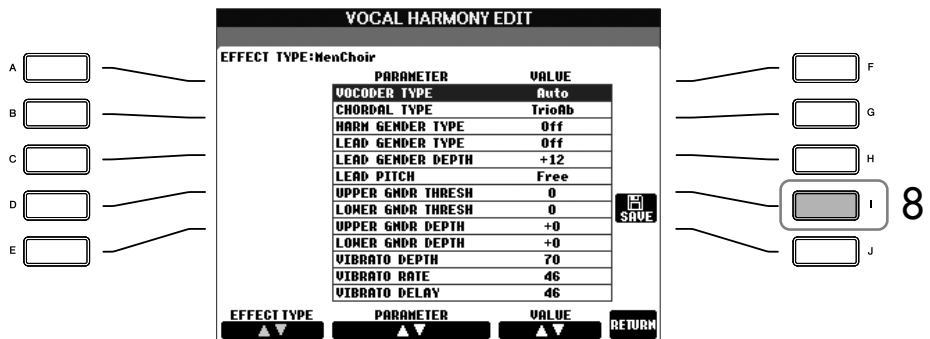 VOCAL HARMONY EDIT
EFFECT TYPE:MenChoir
PARAMETER VALUE
VOCODER TYPE Auto
CHORDAL TYPE TrioAb
HARM GENDER TYPE Off
LEAD GENDER TYPE Off
LEAD GENDER DEPTH +12
LEAD PITCH Free
UPPER GNDR THRESH 0
LOWER GNDR THRESH 0
UPPER GNDR DEPTH +0
LOWER GNDR DEPTH +0
VIBRATO DEPTH 70
VIBRATO RATE 46
VIBRATO DELAY 46
SAVE
EFFECT TYPE PARAMETER VALUE
RETURN
A
B
C
D
E
F
G
H
I 8
J